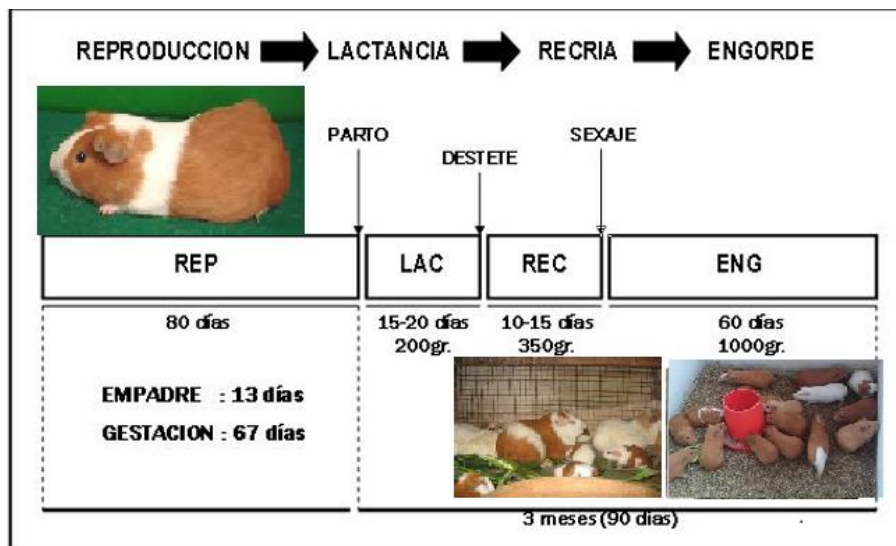 REPRODUCCION LACTANCIA RECRIA ENGORDE
PARTO
DESTETE
SEXAJE
REP LAC REC ENG
80 días 15-20 días 10-15 días 60 días
200gr. 350gr. 1000gr.
EMPADRE : 13 días
GESTACION : 67 días
3 meses (90 dias)